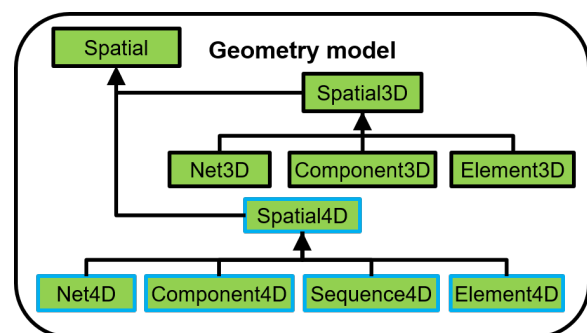 Spatial
Geometry model
Spatial3D
Net3D
Component3D
Element3D
Spatial4D
Net4D
Component4D
Sequence4D
Element4D